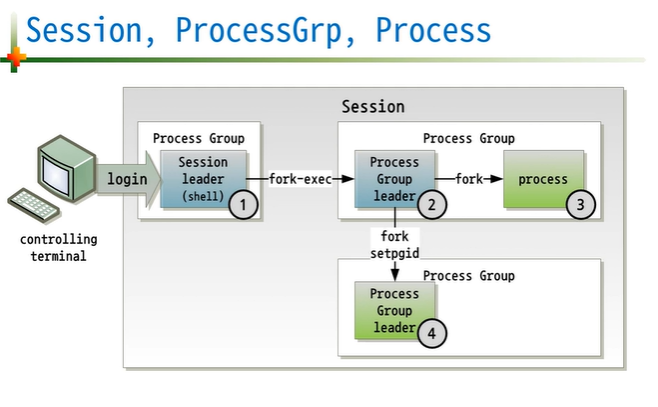 Session, ProcessGrp, Process
Session
Process Group
Session
leader
(shell)
1
login
controlling
terminal
fork-exec
Process Group
Process
Group
leader
2
fork
process
3
fork
setpgid
Process Group
Process
Group
leader
4